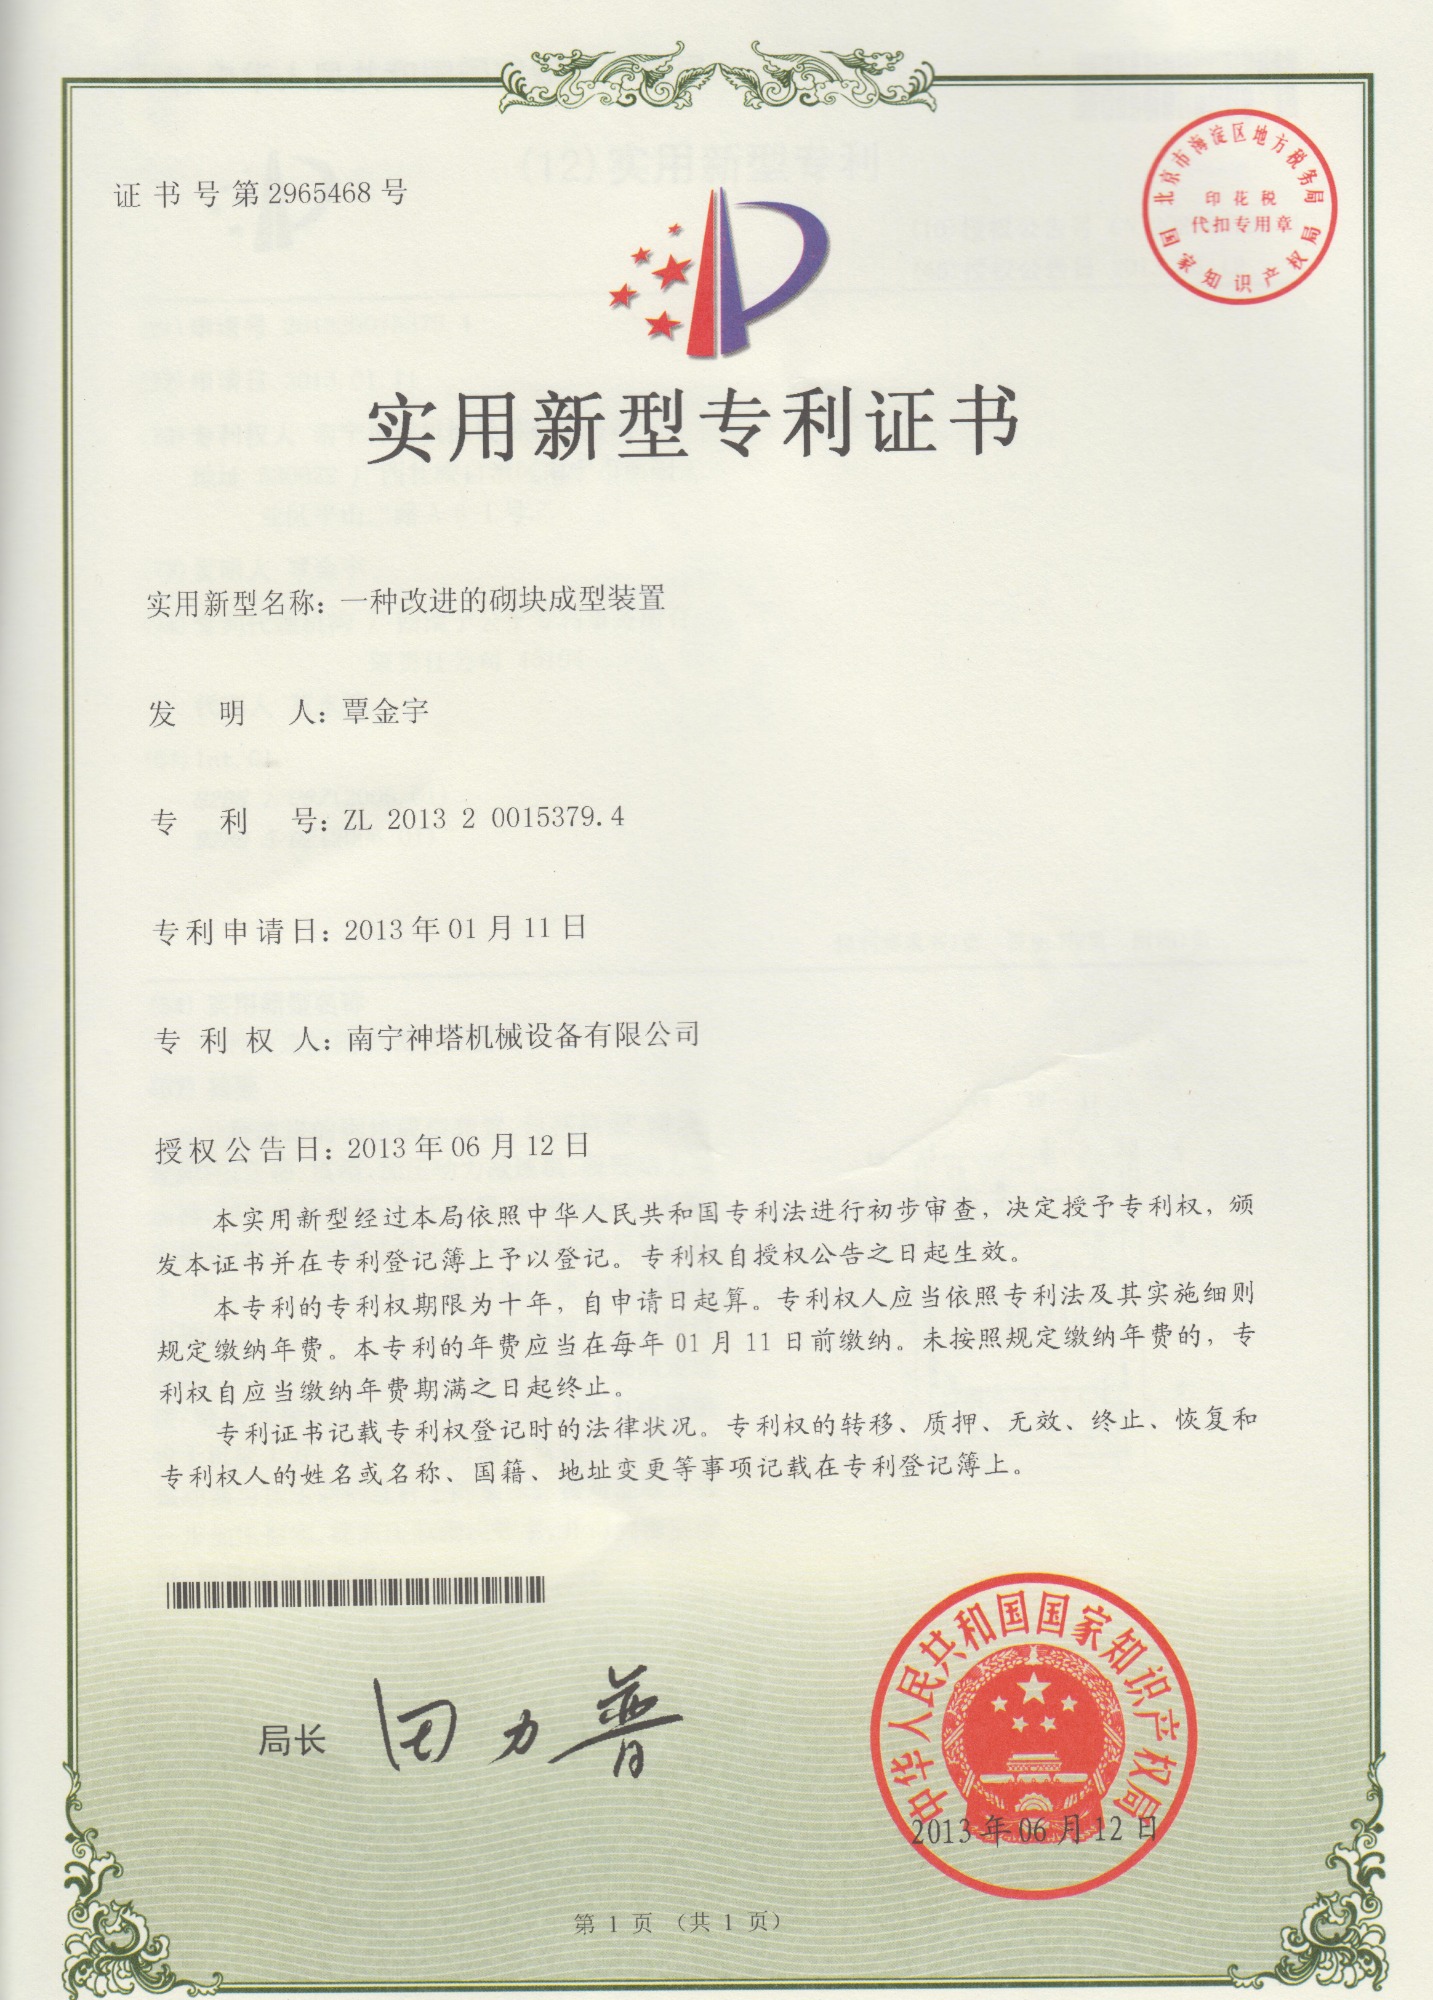 证书号第2965468号
北京市海淀区地方税务局
印花税
代扣专用章
国家知识产权局
实用新型专利证书
实用新型名称：一种改进的砌块成型装置
发明人：覃金宇
专利号：ZL 2013 2 0015379.4
专利申请日：2013年01月11日
专利权人：南宁神塔机械设备有限公司
授权公告日：2013年06月12日
本实用新型经过本局依照中华人民共和国专利法进行初步审查，决定授予专利权，颁
发本证书并在专利登记簿上予以登记。专利权自授权公告之日起生效。
本专利的专利权期限为十年，自申请日起算。专利权人应当依照专利法及其实施细则
规定缴纳年费。本专利的年费应当在每年 01 月 11 日前缴纳。未按照规定缴纳年费的，专
利权自应当缴纳年费期满之日起终止。
专利证书记载专利权登记时的法律状况。专利权的转移、质押、无效、终止、恢复和
专利权人的姓名或名称、国籍、地址变更等事项记载在专利登记簿上。
局长 田力普
中华人民共和国国家知识产权局
2013年06月12日
第 1 页 （共 1 页）